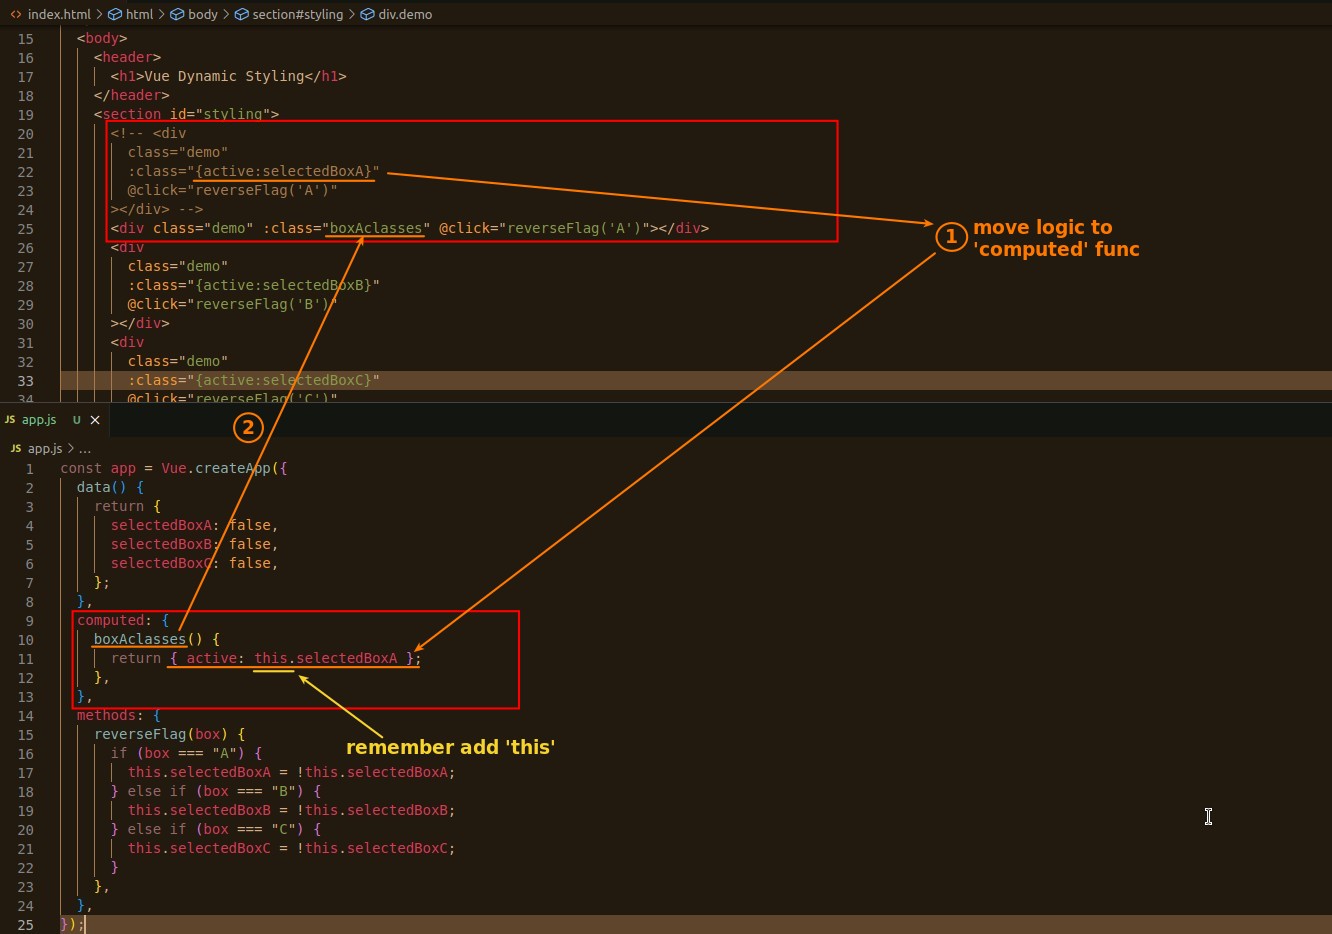 index.html > html > body > section#styling > div.demo
15 <body>
16 <header>
17 <h1>Vue Dynamic Styling</h1>
18 </header>
19 <section id="styling">
20 <!-- <div
21 class="demo"
22 :class="{active:selectedBoxA}"
23 @click="reverseFlag('A')"
24 ></div> -->
25 <div class="demo" :class="boxAclasses" @click="reverseFlag('A')"></div>
26 <div
27 class="demo"
28 :class="{active:selectedBoxB}"
29 @click="reverseFlag('B')"
30 ></div>
31 <div
32 class="demo"
33 :class="{active:selectedBoxC}"
34 @click="reverseFlag('C')"
1 move logic to
'computed' func
2
JS app.js U ×
JS app.js > ...
1 const app = Vue.createApp({
2 data() {
3 return {
4 selectedBoxA: false,
5 selectedBoxB: false,
6 selectedBoxC: false,
7 };
8 },
9 computed: {
10 boxAclasses() {
11 return { active: this.selectedBoxA };
12 },
13 },
14 methods: {
15 reverseFlag(box) {
16 if (box === "A") {
17 this.selectedBoxA = !this.selectedBoxA;
18 } else if (box === "B") {
19 this.selectedBoxB = !this.selectedBoxB;
20 } else if (box === "C") {
21 this.selectedBoxC = !this.selectedBoxC;
22 }
23 },
24 },
25 });
remember add 'this'